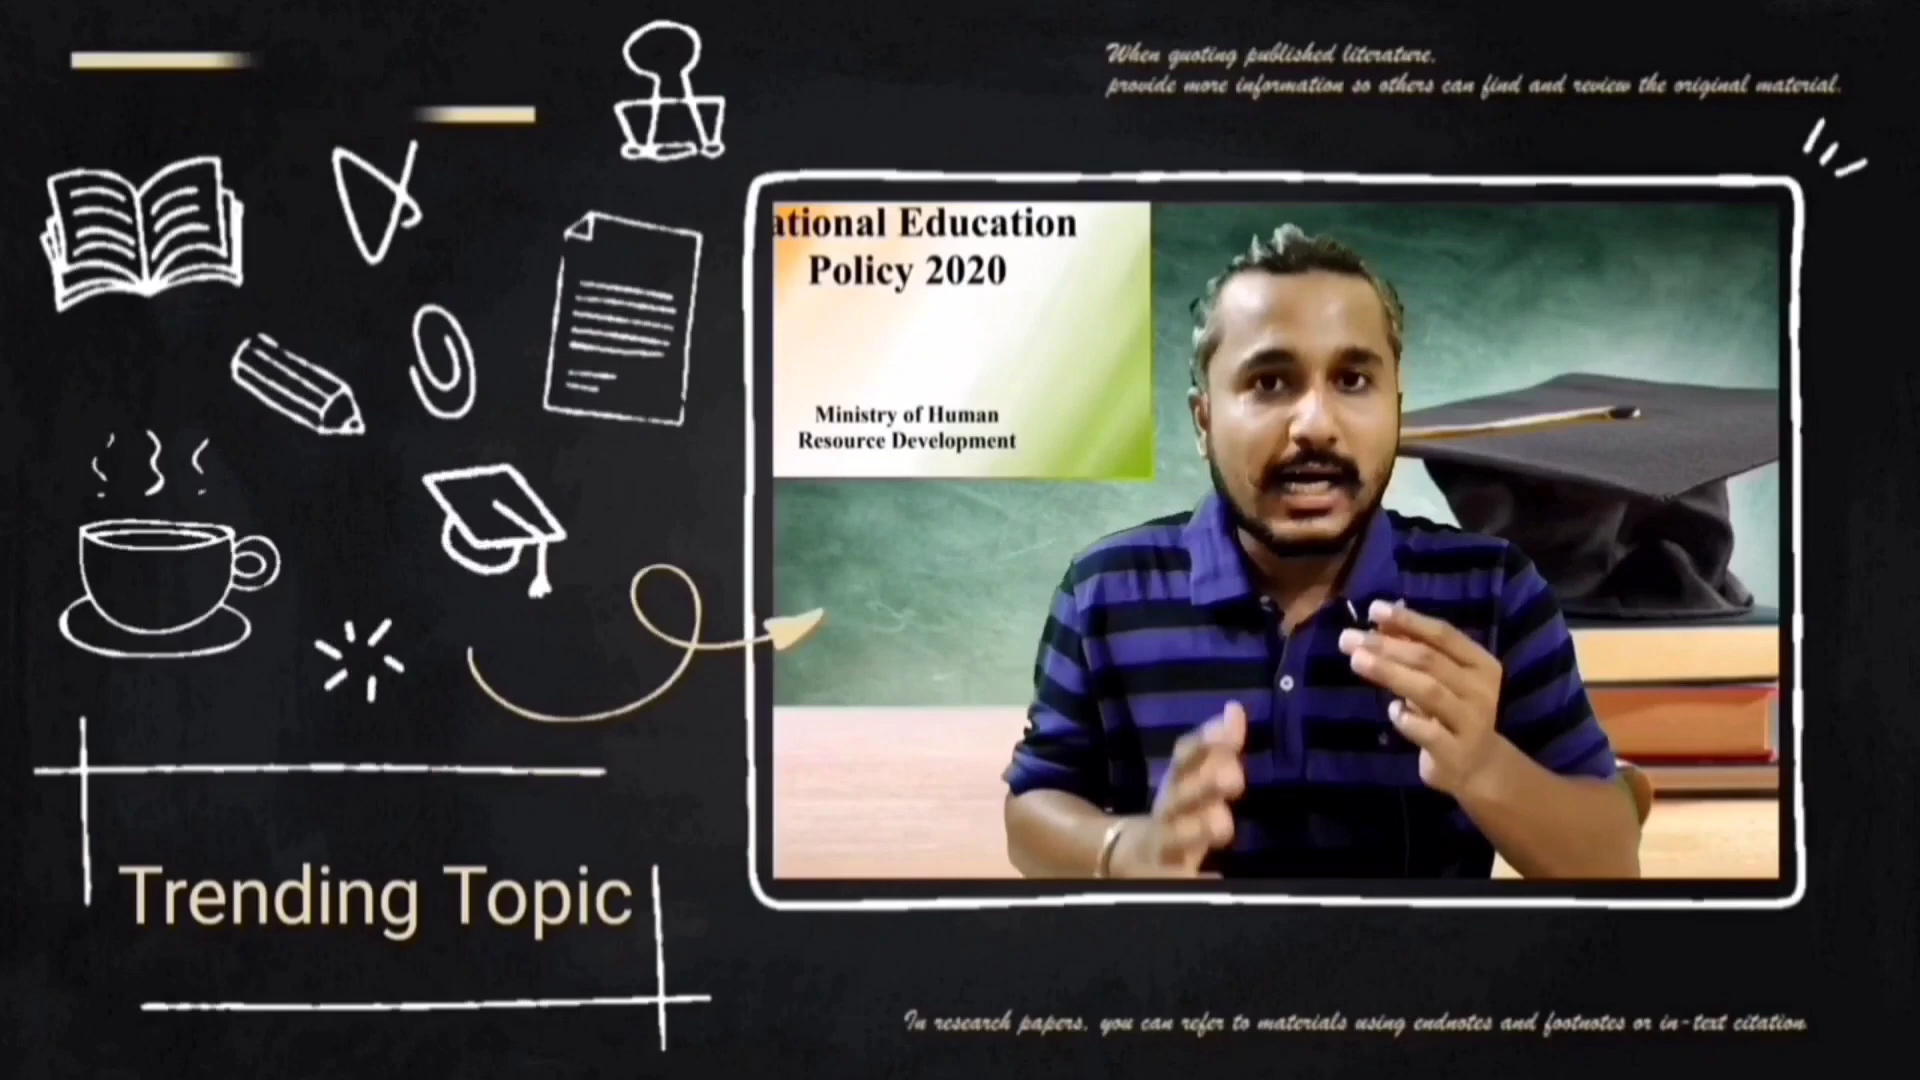 When quoting published literature.
provide more information so others can find and review the original material.
ational Education
Policy 2020
Ministry of Human
Resource Development
Trending Topic
In research papers, you can refer to materials using endnotes and footnotes or in-text citation